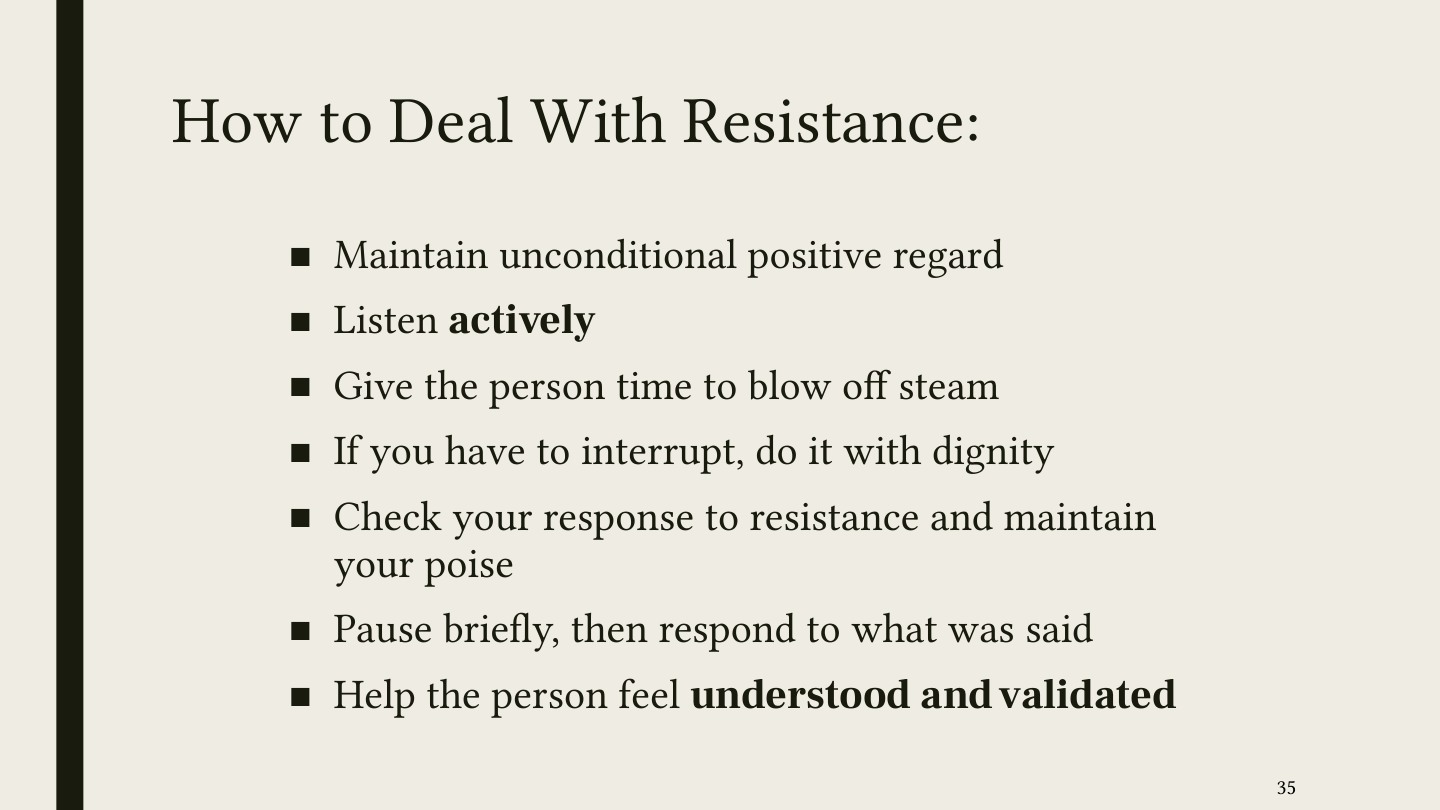 How to Deal With Resistance:
■ Maintain unconditional positive regard
■ Listen actively
■ Give the person time to blow off steam
■ If you have to interrupt, do it with dignity
■ Check your response to resistance and maintain
your poise
■ Pause briefly, then respond to what was said
■ Help the person feel understood and validated
35